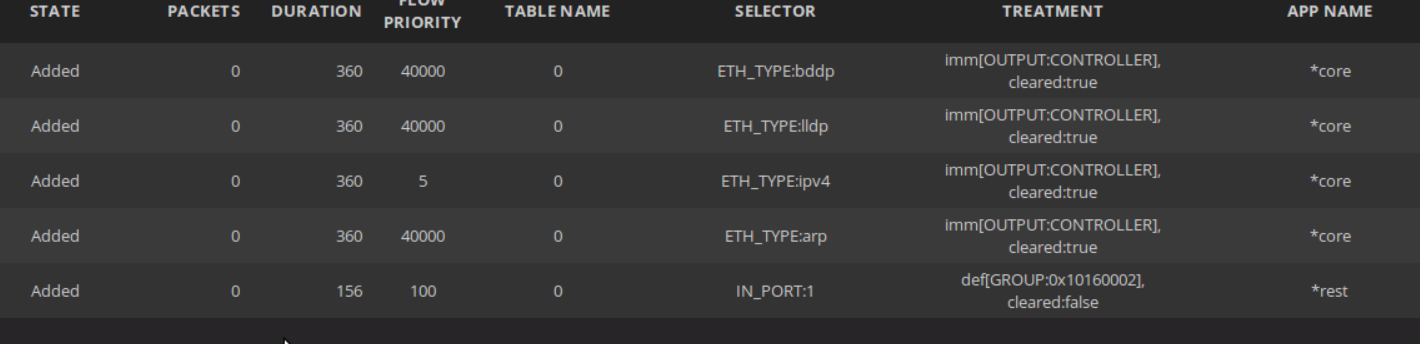 STATE PACKETS DURATION FLOW PRIORITY TABLE NAME SELECTOR TREATMENT APP NAME
Added 0 360 40000 0 ETH_TYPE:bddp imm[OUTPUT:CONTROLLER], cleared:true *core
Added 0 360 40000 0 ETH_TYPE:lldp imm[OUTPUT:CONTROLLER], cleared:true *core
Added 0 360 5 0 ETH_TYPE:ipv4 imm[OUTPUT:CONTROLLER], cleared:true *core
Added 0 360 40000 0 ETH_TYPE:arp imm[OUTPUT:CONTROLLER], cleared:true *core
Added 0 156 100 0 IN_PORT:1 def[GROUP:0x10160002], cleared:false *rest